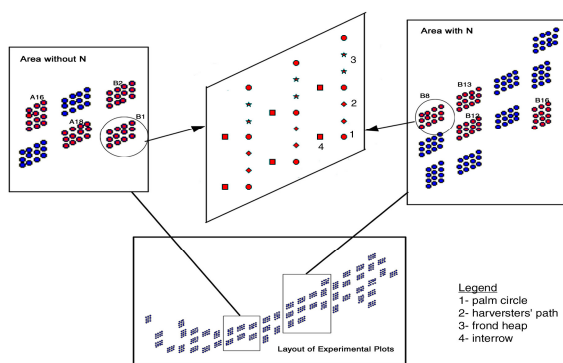 Area without N
Area with N
A16
B2
A18
B1
3
2
1
4
B8
B13
B12
B16
Layout of Experimental Plots
Legend
1- palm circle
2- harversters' path
3- frond heap
4- interrow